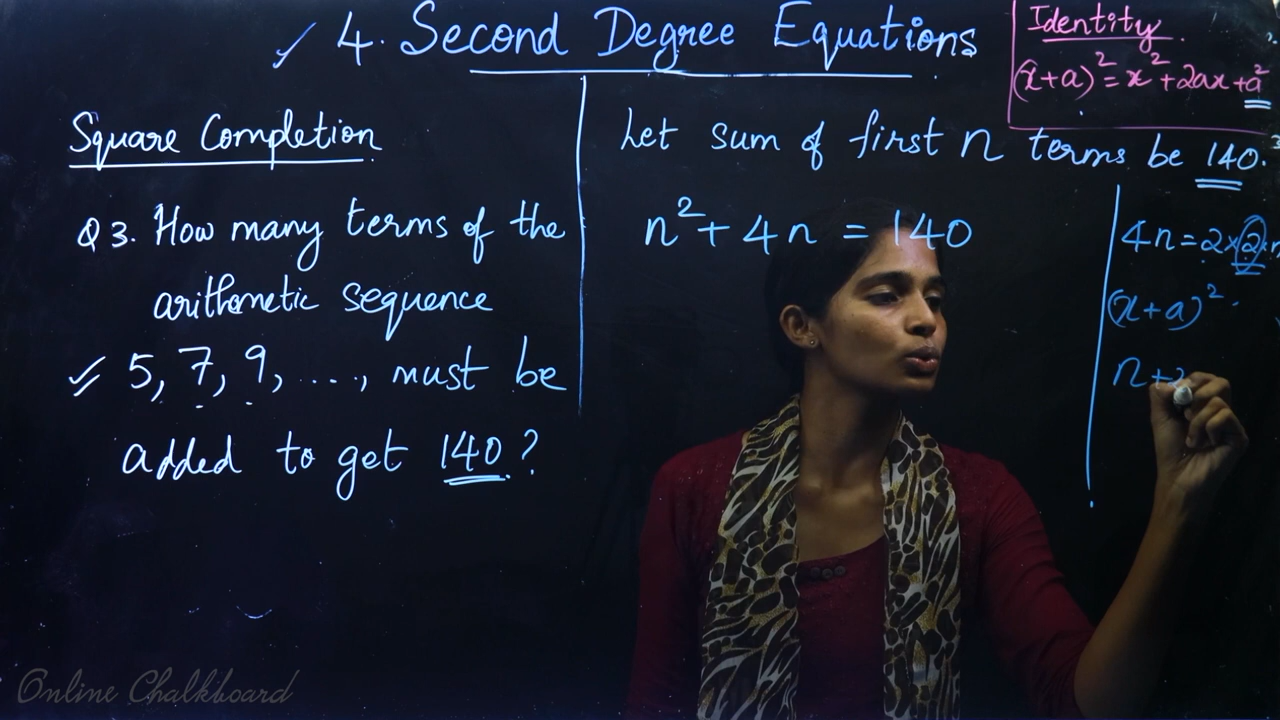 ✓ 4. Second Degree Equations
Identity
(x+a)² = x² + 2ax + a²
Square Completion
Q 3. How many terms of the
arithmetic sequence
5, 7, 9, ...., must be
added to get 140?
Let sum of first n terms be 140.
n² + 4n = 140
4n = 2×2×
(x+a)²
n+
Online Chalkboard